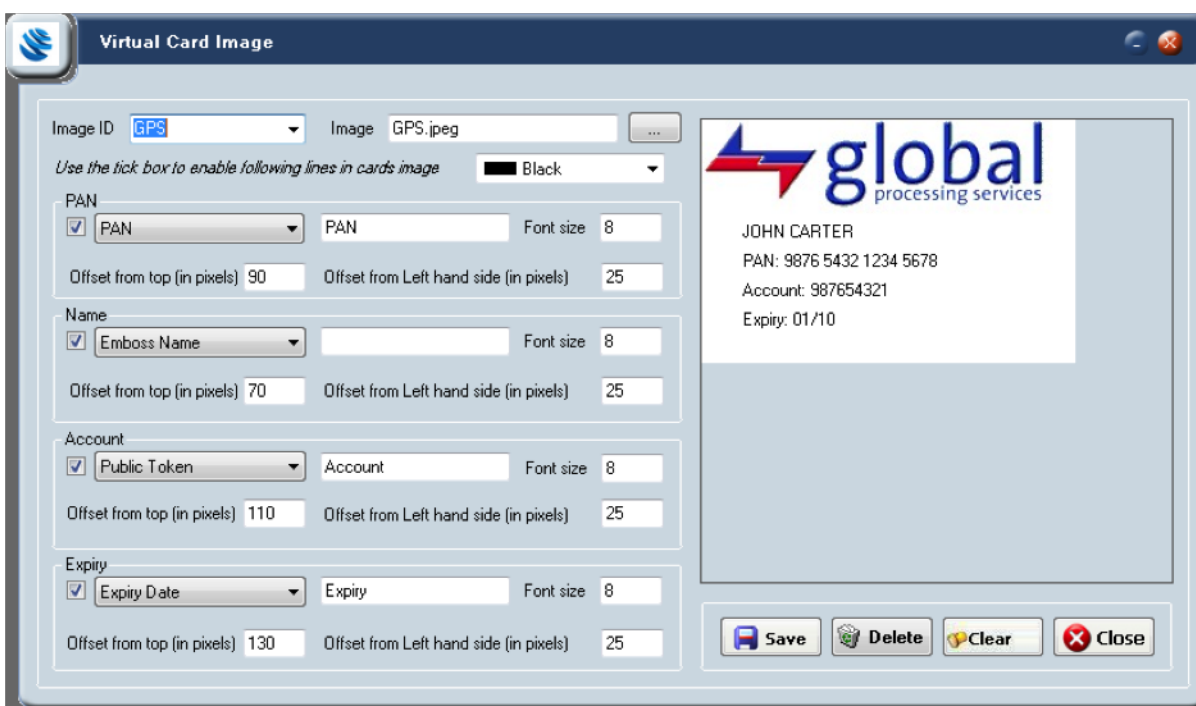 Virtual Card Image
Image ID GPS Image GPS.jpeg ...
Use the tick box to enable following lines in cards image Black
PAN
PAN PAN Font size 8
Offset from top (in pixels) 90 Offset from Left hand side (in pixels) 25
Name
Emboss Name Font size 8
Offset from top (in pixels) 70 Offset from Left hand side (in pixels) 25
Account
Public Token Account Font size 8
Offset from top (in pixels) 110 Offset from Left hand side (in pixels) 25
Expiry
Expiry Date Expiry Font size 8
Offset from top (in pixels) 130 Offset from Left hand side (in pixels) 25
global
processing services
JOHN CARTER
PAN: 9876 5432 1234 5678
Account: 987654321
Expiry: 01/10
Save Delete Clear Close